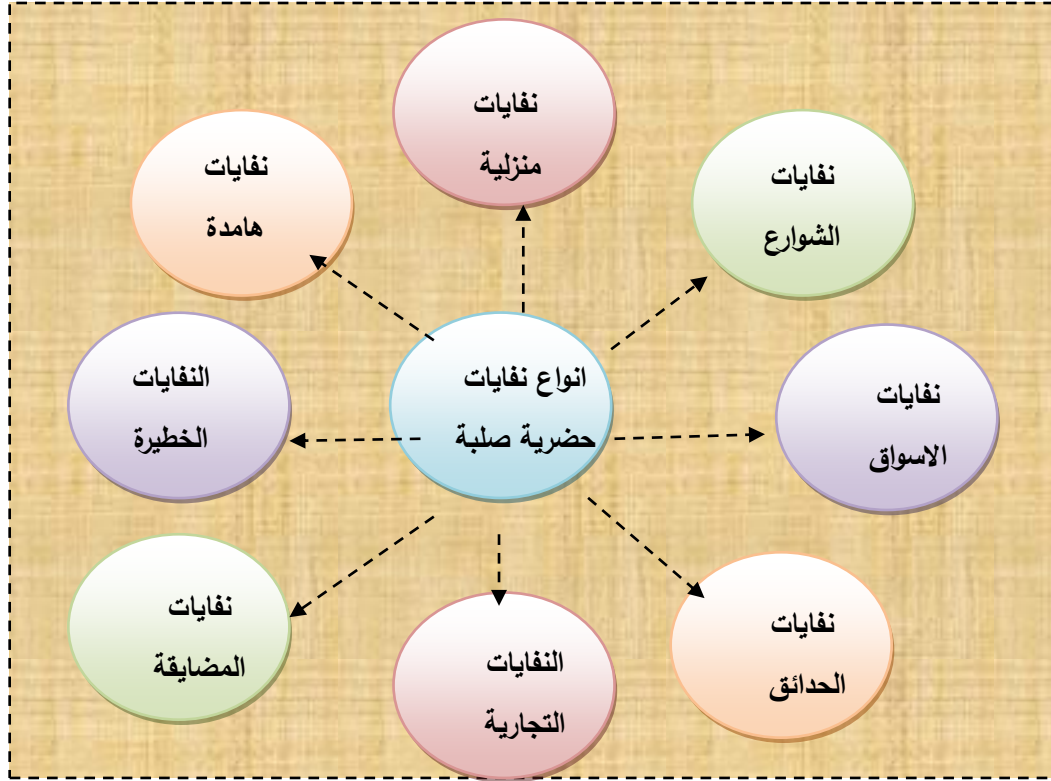 نفايات
منزلية
نفايات
الشوارع
نفايات
هامدة
انواع نفايات
حضرية صلبة
نفايات
الاسواق
النفايات
الخطيرة
نفايات
الحدائق
النفايات
التجارية
نفايات
المضايقة